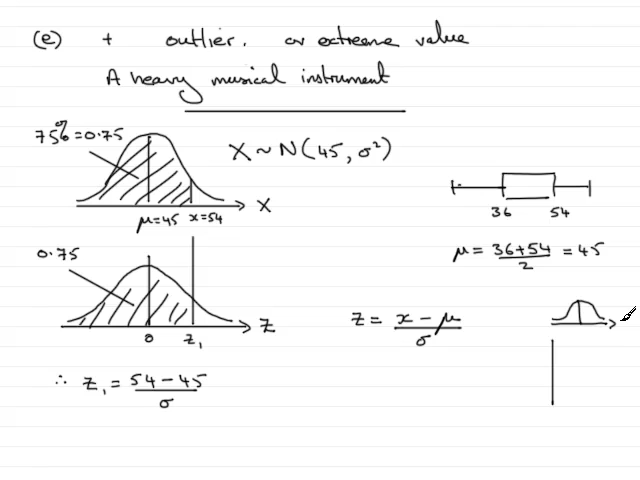 (e) + outlier, or extreme value
A heavy musical instrument
75% = 0.75
X ~ N(45, σ²)
μ=45 x=54 X
36 54
μ = 36+54/2 = 45
0.75
0 z₁ Z
z = x − μ/σ
∴ z₁ = 54 − 45/σ